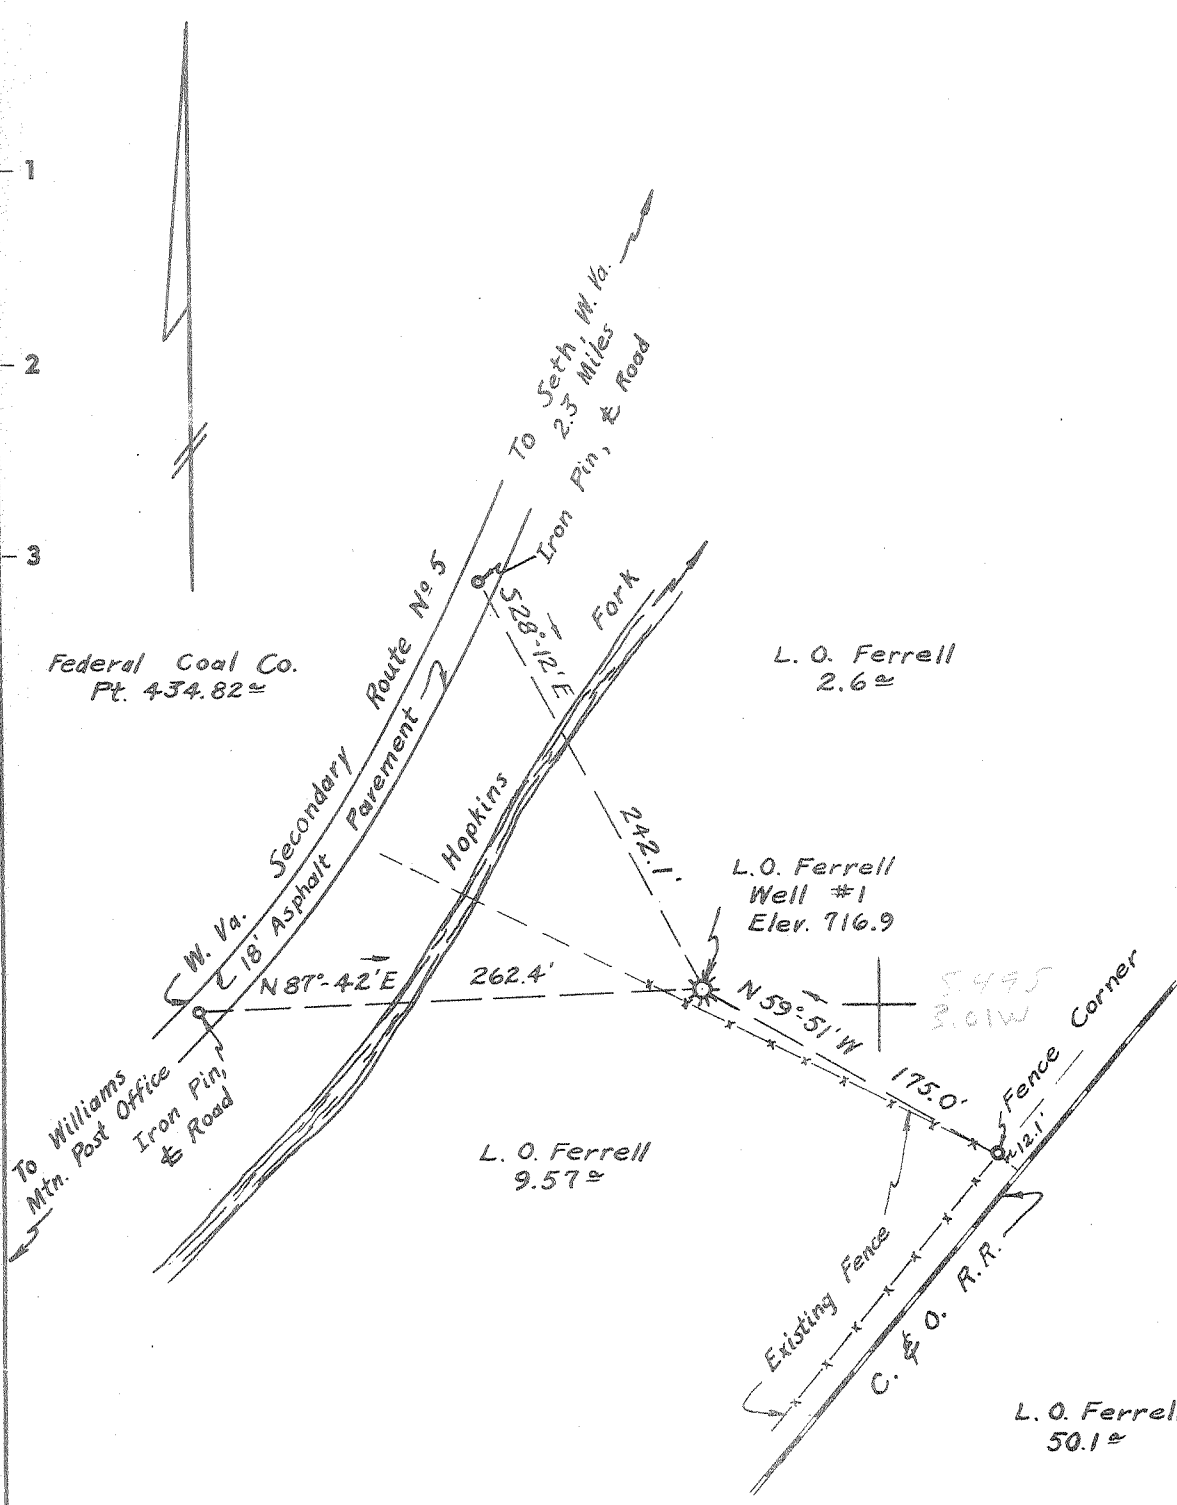 1
2
3
To Seth, W. Va.
2.3 Miles
Iron Pin, ℄ Road
Federal Coal Co.
Pt. 434.82 ±
W. Va. Secondary Route Nº 5
18' Asphalt Pavement
Hopkins Fork
S28°-12'E
242.1'
L. O. Ferrell
2.6 ±
L.O. Ferrell
Well #1
Elev. 716.9
N87°-42'E 262.4'
N 59°-51' W
175.0'
Fence Corner
12.1'
To Williams
Mtn. Post Office
Iron Pin,
℄ Road
L. O. Ferrell
9.57 ±
Existing Fence
C. & O. R.R.
L. O. Ferrell
50.1 ±